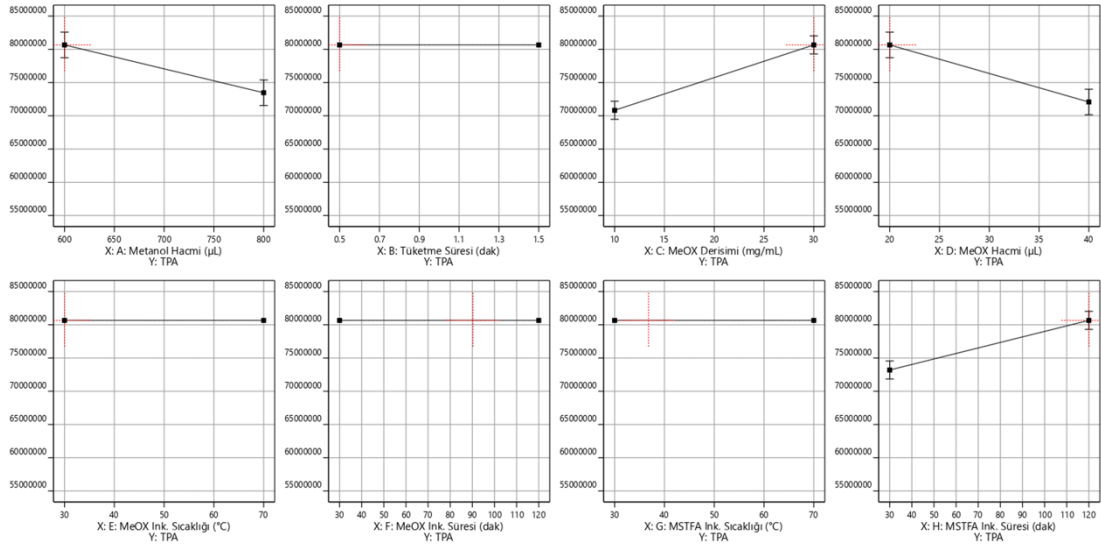 85000000 85000000 85000000 85000000
80000000 80000000 80000000 80000000
75000000 75000000 75000000 75000000
70000000 70000000 70000000 70000000
65000000 65000000 65000000 65000000
60000000 60000000 60000000 60000000
55000000 55000000 55000000 55000000
600 650 700 750 800 0.5 0.7 0.9 1.1 1.3 1.5 10 15 20 25 30 20 25 30 35 40
X: A: Metanol Hacmi (µL) X: B: Tüketme Süresi (dak) X: C: MeOX Derisimi (mg/mL) X: D: MeOX Hacmi (µL)
Y: TPA Y: TPA Y: TPA Y: TPA
85000000 85000000 85000000 85000000
80000000 80000000 80000000 80000000
75000000 75000000 75000000 75000000
70000000 70000000 70000000 70000000
65000000 65000000 65000000 65000000
60000000 60000000 60000000 60000000
55000000 55000000 55000000 55000000
30 40 50 60 70 30 40 50 60 70 80 90 100 110 120 30 40 50 60 70 30 40 50 60 70 80 90 100 110 120
X: E: MeOX Ink. Sıcaklığı (°C) X: F: MeOX Ink. Süresi (dak) X: G: MSTFA Ink. Sıcaklığı (°C) X: H: MSTFA Ink. Süresi (dak)
Y: TPA Y: TPA Y: TPA Y: TPA